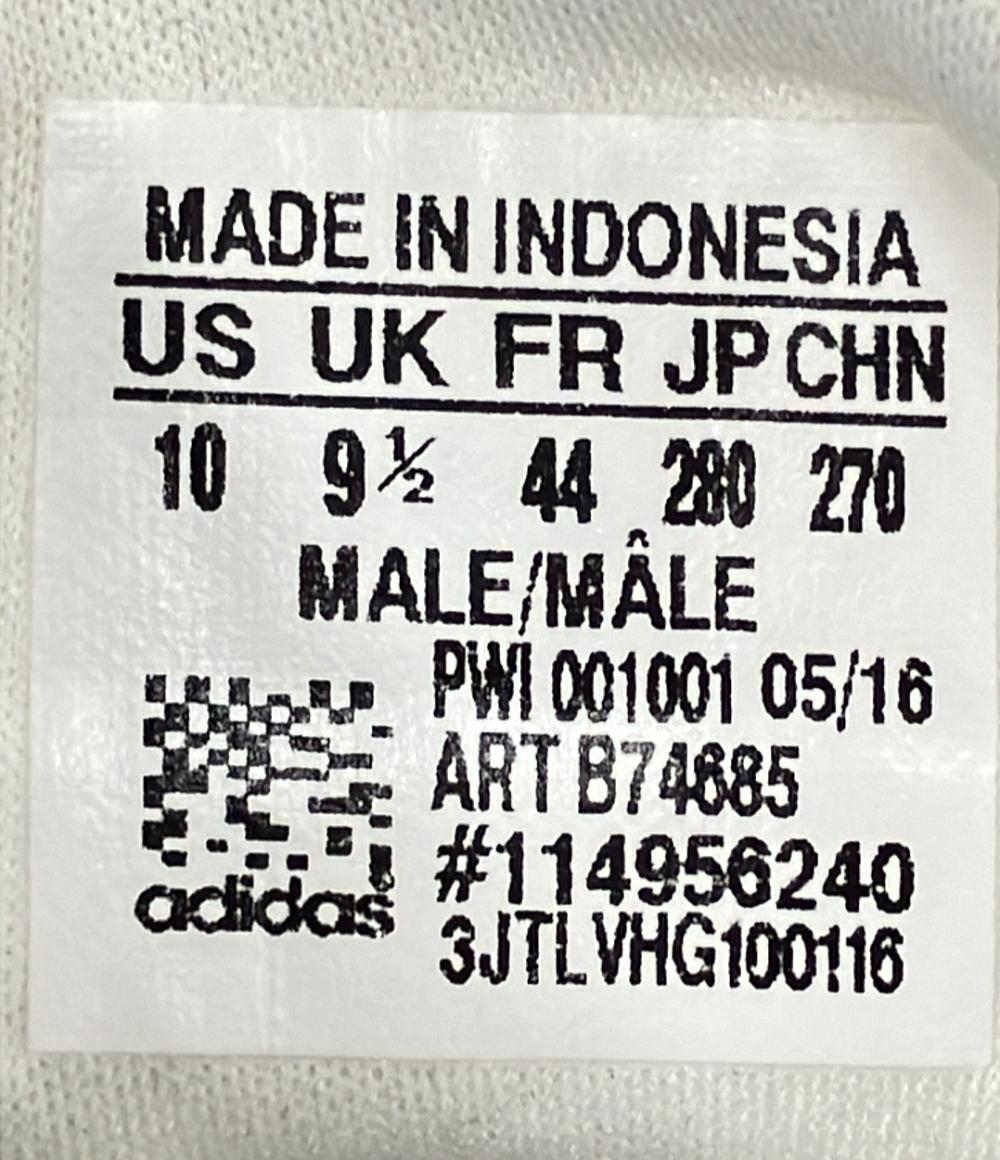 MADE IN INDONESIA
US UK FR JP CHN
10 9½ 44 280 270
MALE/MÂLE
PWI 001001 05/16
ART B74685
#114956240
adidas
3JTLVHG100116